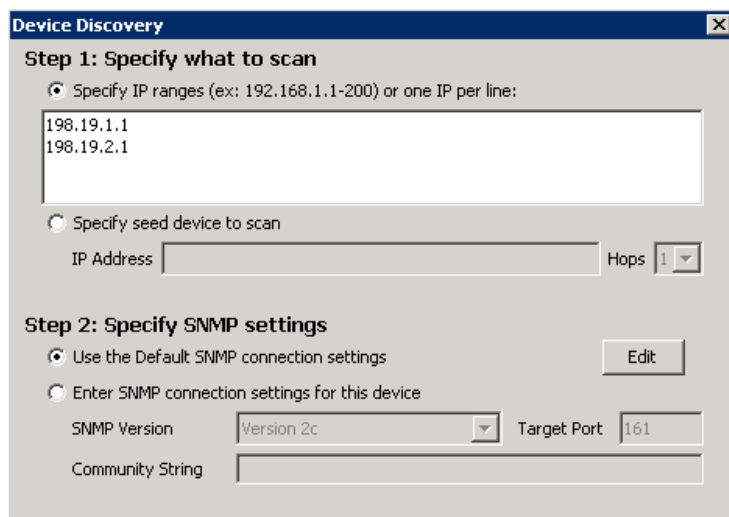 Device Discovery
Step 1: Specify what to scan
Specify IP ranges (ex: 192.168.1.1-200) or one IP per line:
198.19.1.1
198.19.2.1
Specify seed device to scan
IP Address Hops 1
Step 2: Specify SNMP settings
Use the Default SNMP connection settings Edit
Enter SNMP connection settings for this device
SNMP Version Version 2c Target Port 161
Community String